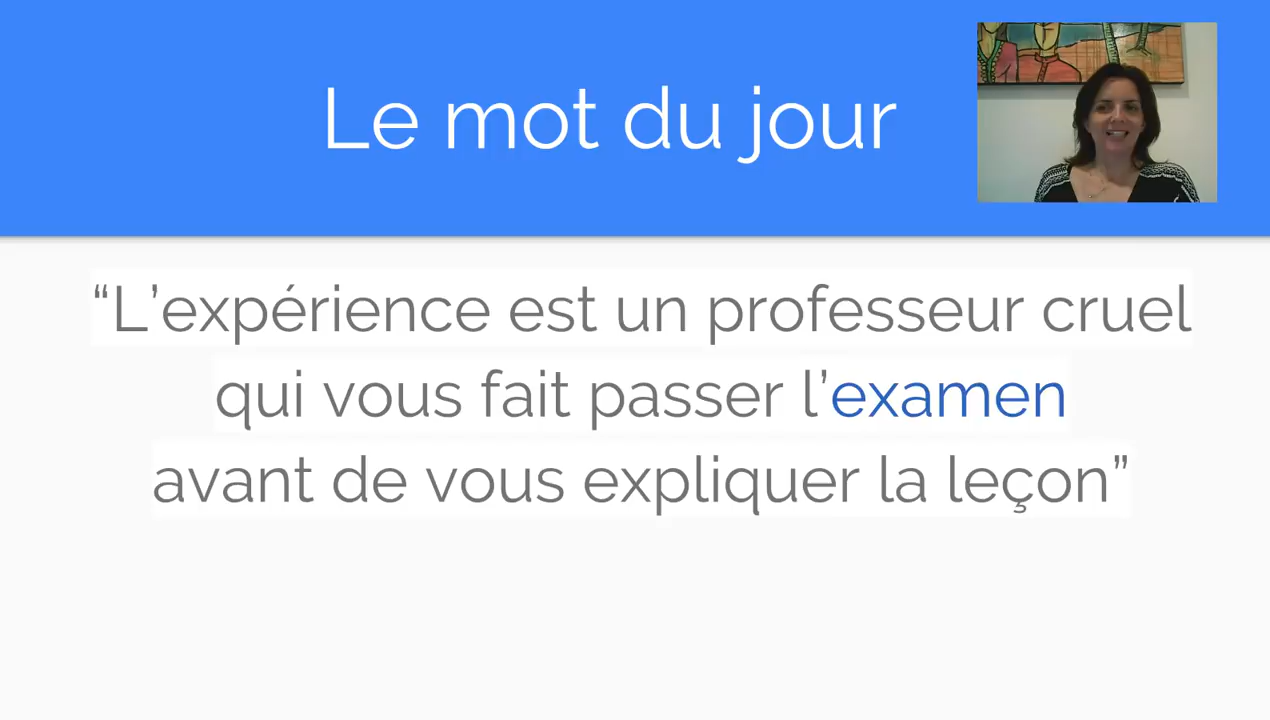 Le mot du jour
“L’expérience est un professeur cruel
qui vous fait passer l’examen
avant de vous expliquer la leçon”